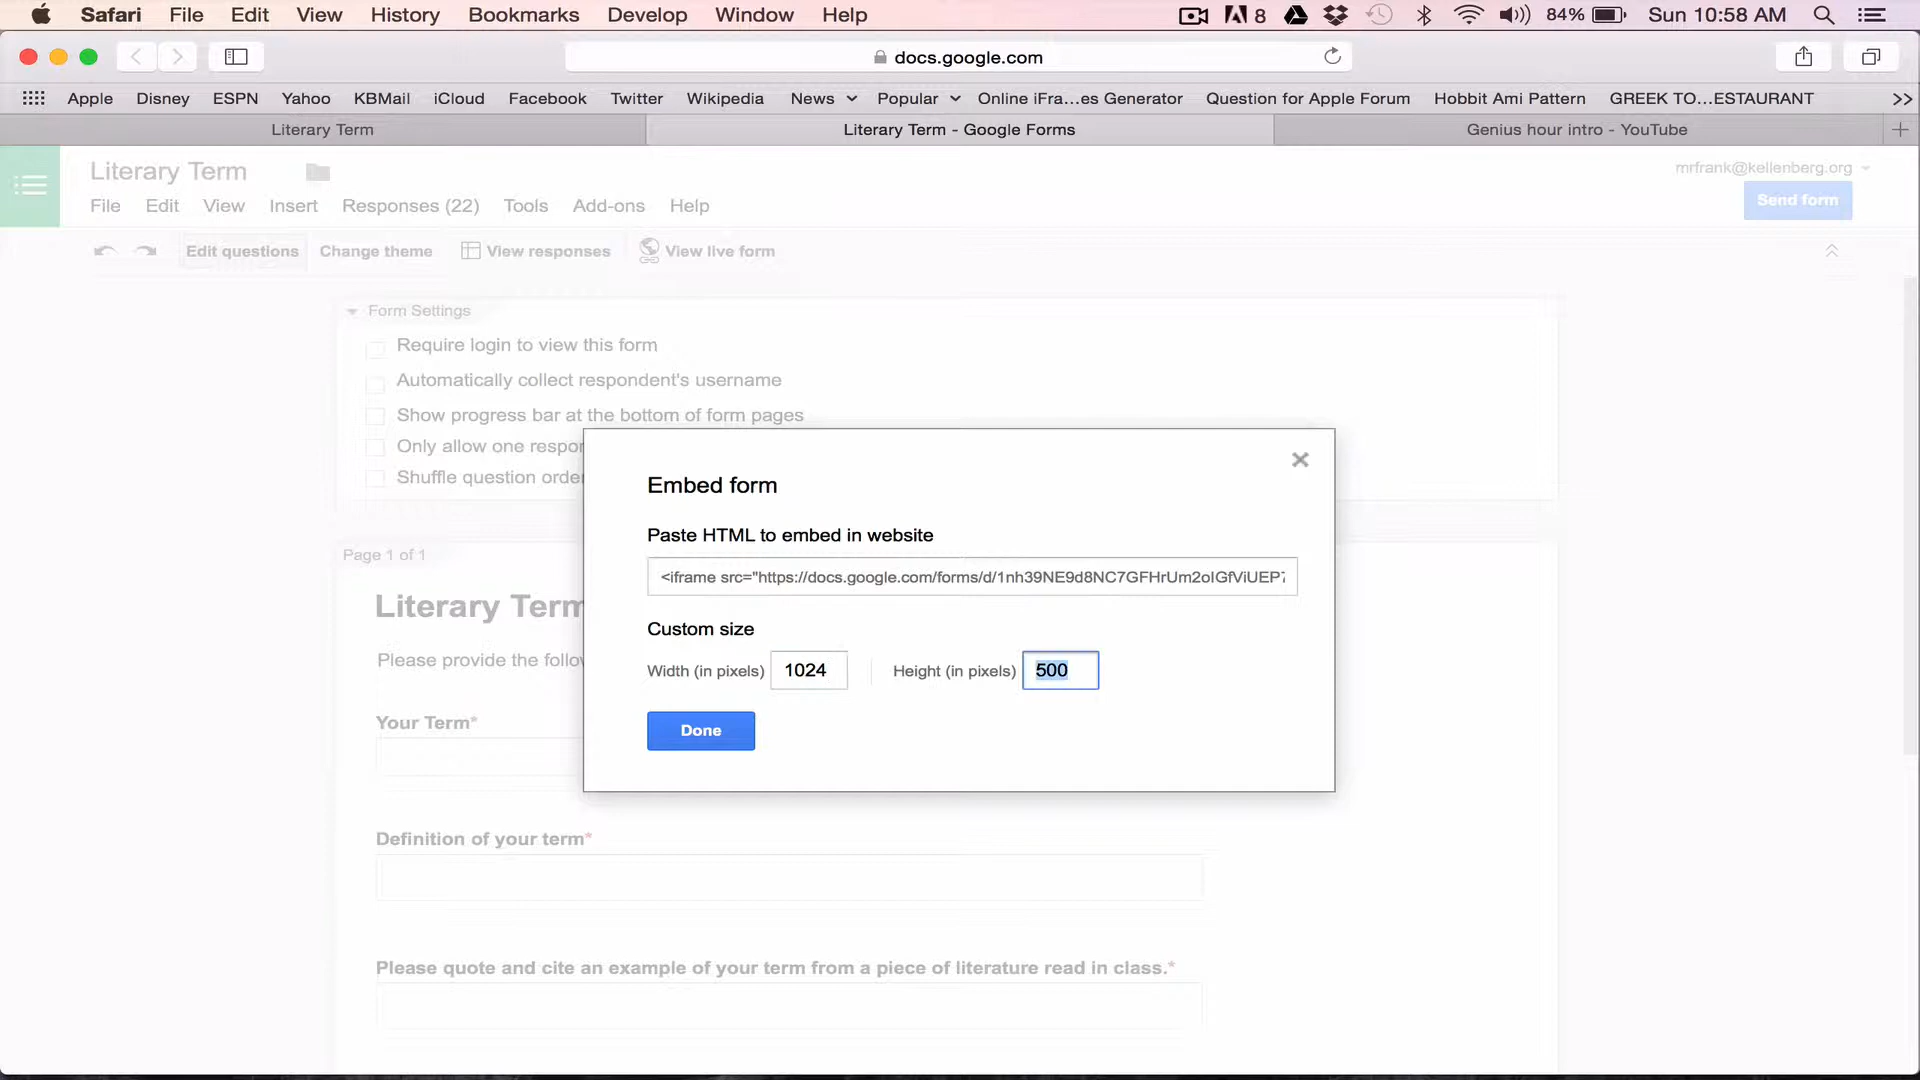 Safari File Edit View History Bookmarks Develop Window Help 8 84% Sun 10:58 AM
docs.google.com
Apple Disney ESPN Yahoo KBMail iCloud Facebook Twitter Wikipedia News Popular Online iFra...es Generator Question for Apple Forum Hobbit Ami Pattern GREEK TO...ESTAURANT >>
Literary Term Literary Term - Google Forms Genius hour intro - YouTube +
Literary Term mrfrank@kellenberg.org
File Edit View Insert Responses (22) Tools Add-ons Help Send form
Edit questions Change theme View responses View live form
Form Settings
Require login to view this form
Automatically collect respondent's username
Show progress bar at the bottom of form pages
Only allow one respon
Shuffle question orde
Embed form
Paste HTML to embed in website
Page 1 of 1
<iframe src="https://docs.google.com/forms/d/1nh39NE9d8NC7GFHrUm2oIGfViUEP7
Literary Term
Custom size
Please provide the follo
Width (in pixels) 1024 Height (in pixels) 500
Your Term*
Done
Definition of your term*
Please quote and cite an example of your term from a piece of literature read in class.*